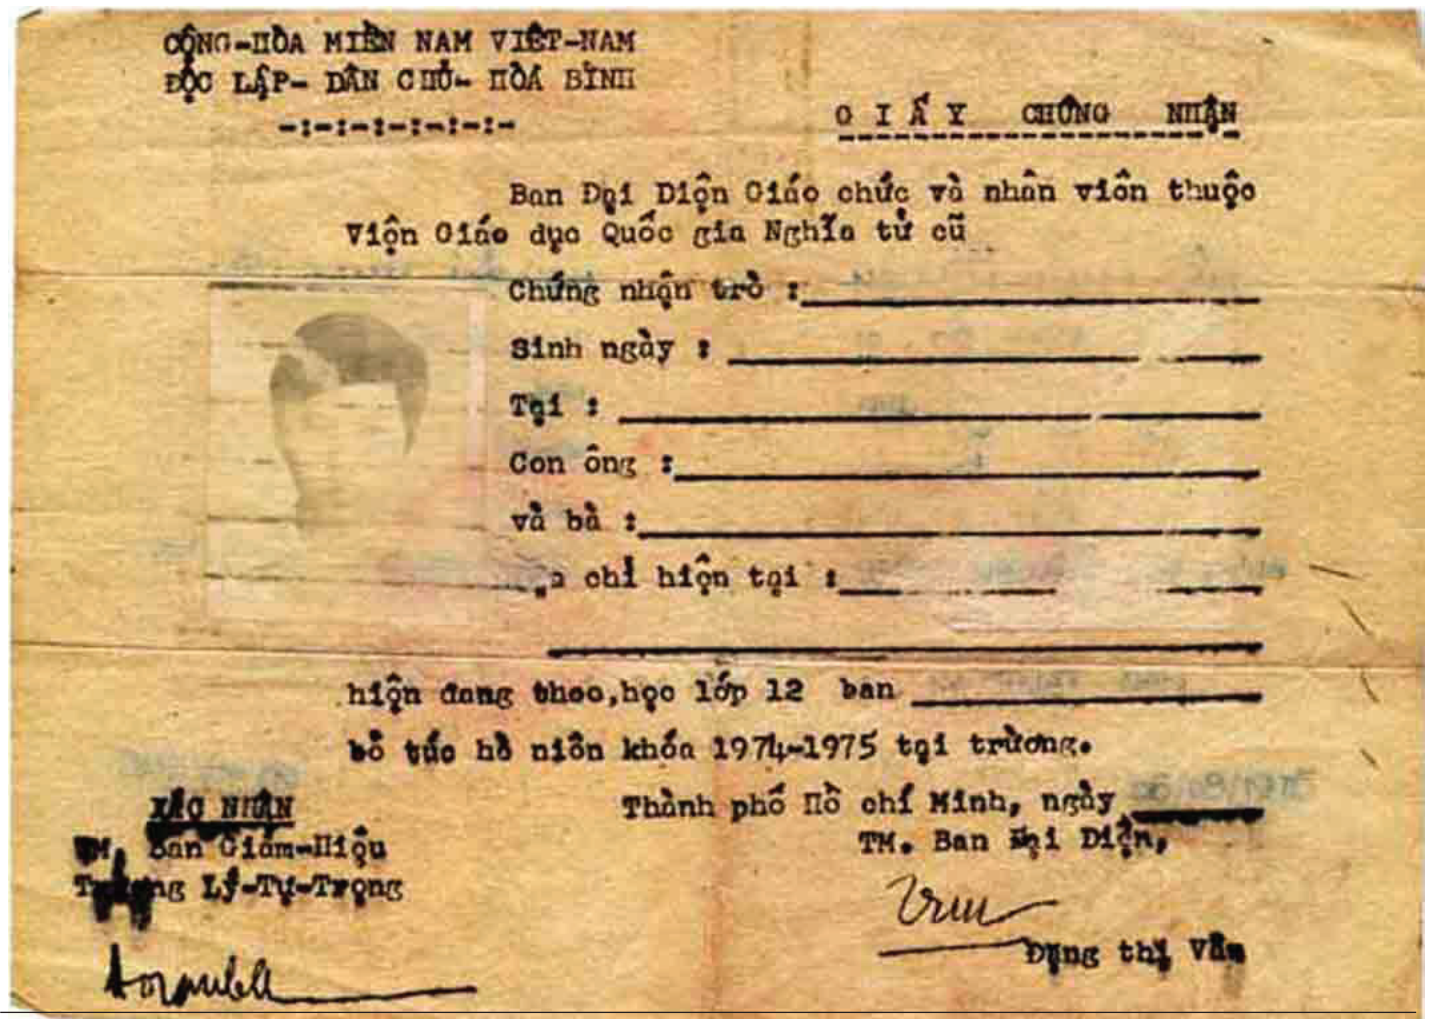 CỘNG-HÒA MIỀN NAM VIỆT-NAM
ĐỘC LẬP- DÂN CHỦ- HÒA BÌNH
-:-:-:-:-:-:-
G I Ấ Y CHỨNG NHẬN
Ban Đại Diện Giáo chức và nhân viên thuộc
Viện Giáo dục Quốc gia Nghĩa tử cũ
Chứng nhận trò :
Sinh ngày :
Tại :
Con ông :
và bà :
chỉ hiện tại :
hiện đang theo,học lớp 12 ban
bổ túc hè niên khóa 1974-1975 tại trường.
Thành phố Hồ chí Minh, ngày
XÁC NHẬN
TM. Ban Giám-Hiệu
Trường Lý-Tự-Trọng
TM. Ban Đại Diện,
Đặng thị Vân